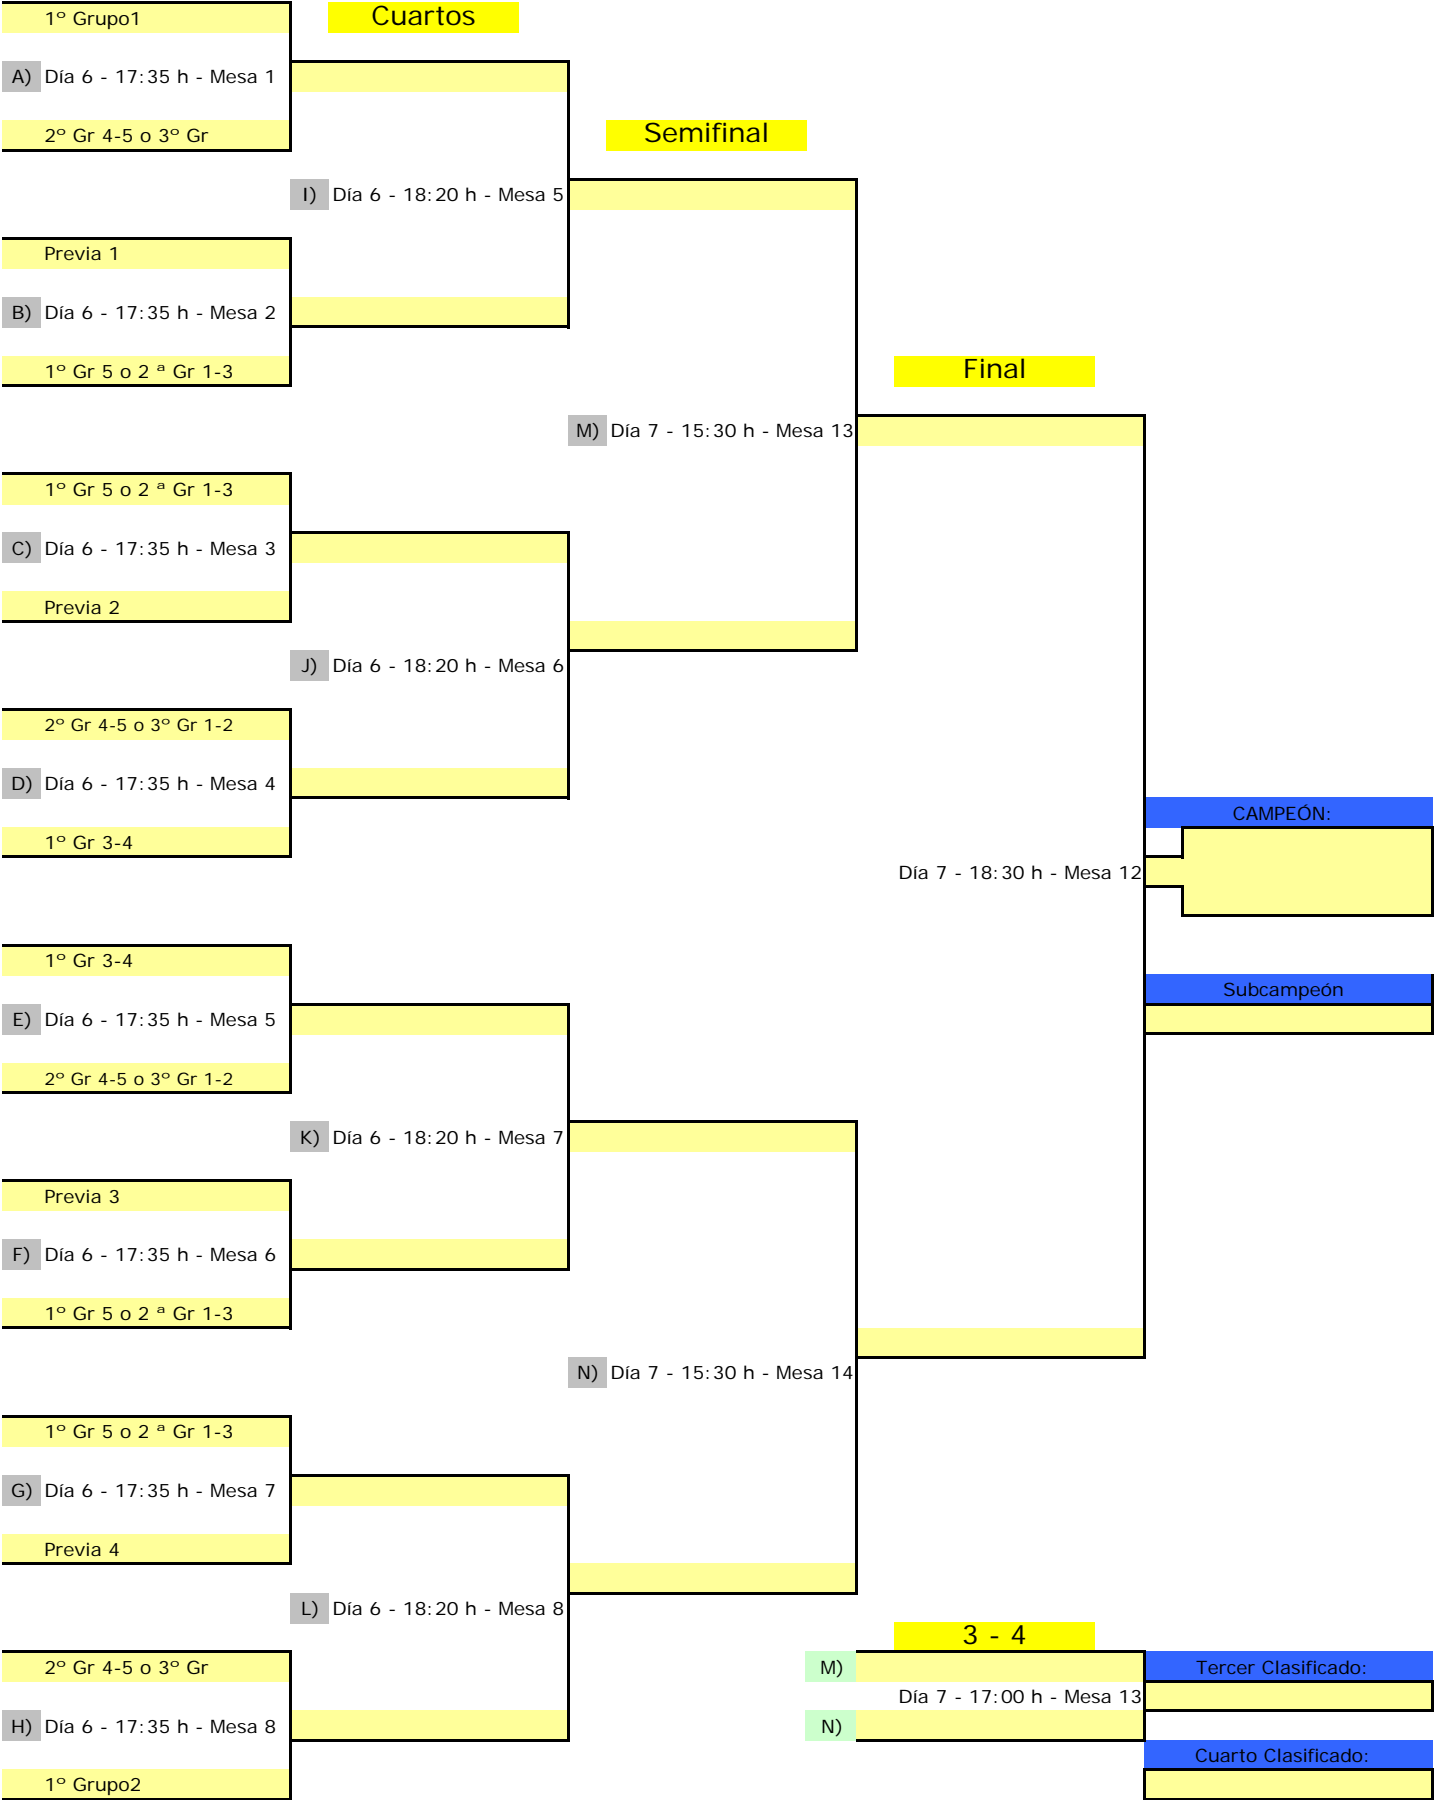 1º Grupo1
Cuartos
A) Día 6 - 17:35 h - Mesa 1
2º Gr 4-5 o 3º Gr
Semifinal
I) Día 6 - 18:20 h - Mesa 5
Previa 1
B) Día 6 - 17:35 h - Mesa 2
1º Gr 5 o 2 ª Gr 1-3
Final
M) Día 7 - 15:30 h - Mesa 13
1º Gr 5 o 2 ª Gr 1-3
C) Día 6 - 17:35 h - Mesa 3
Previa 2
J) Día 6 - 18:20 h - Mesa 6
2º Gr 4-5 o 3º Gr 1-2
D) Día 6 - 17:35 h - Mesa 4
CAMPEÓN:
1º Gr 3-4
Día 7 - 18:30 h - Mesa 12
1º Gr 3-4
Subcampeón
E) Día 6 - 17:35 h - Mesa 5
2º Gr 4-5 o 3º Gr 1-2
K) Día 6 - 18:20 h - Mesa 7
Previa 3
F) Día 6 - 17:35 h - Mesa 6
1º Gr 5 o 2 ª Gr 1-3
N) Día 7 - 15:30 h - Mesa 14
1º Gr 5 o 2 ª Gr 1-3
G) Día 6 - 17:35 h - Mesa 7
Previa 4
L) Día 6 - 18:20 h - Mesa 8
3 - 4
2º Gr 4-5 o 3º Gr
M)
Tercer Clasificado:
Día 7 - 17:00 h - Mesa 13
H) Día 6 - 17:35 h - Mesa 8
N)
Cuarto Clasificado:
1º Grupo2